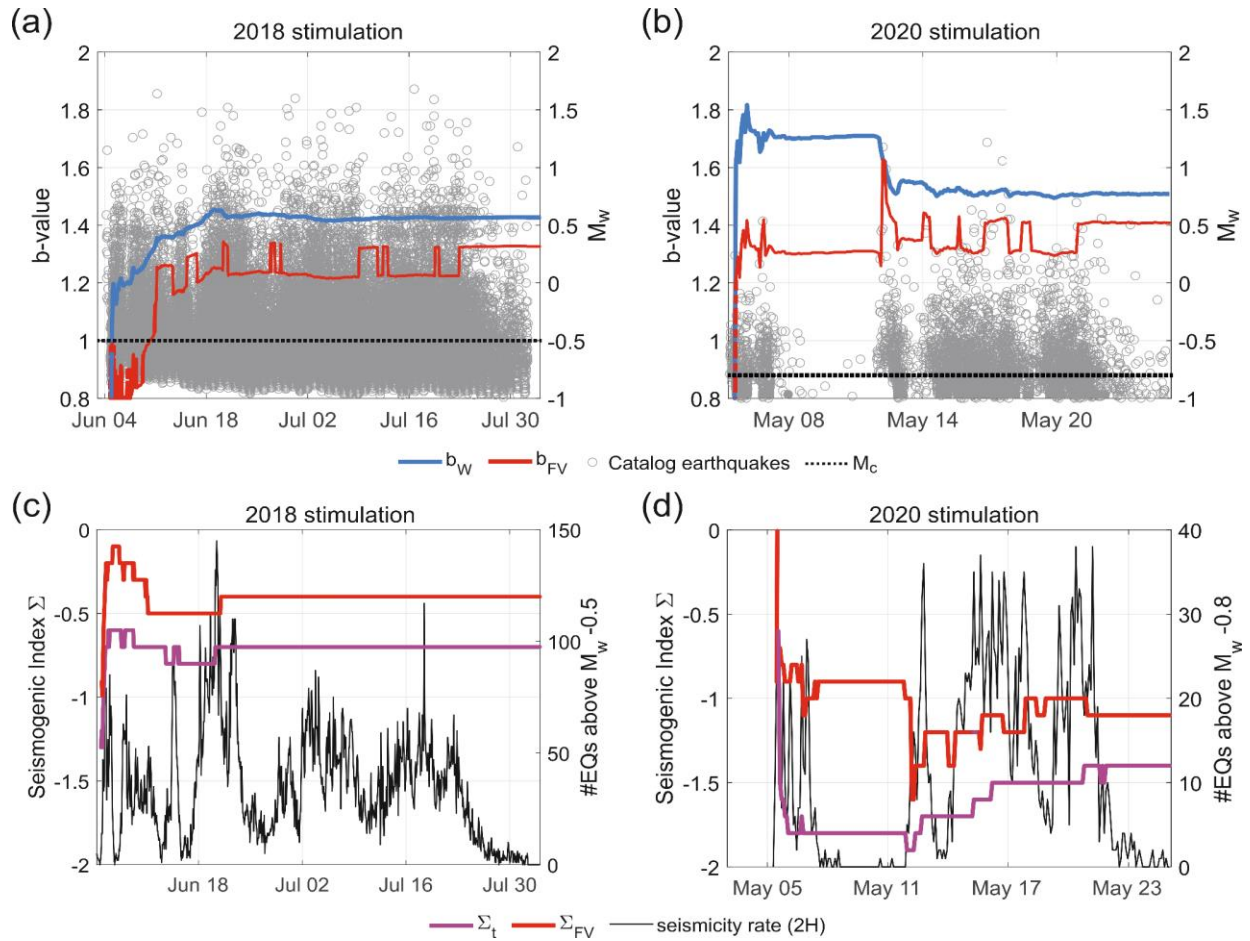 (a)
2018 stimulation
b-value
1.8
1.6
1.4
1.2
1
0.8
2
1.5
1
0.5
0
-0.5
-1
Mw
Jun 04
Jun 18
Jul 02
Jul 16
Jul 30
(b)
2020 stimulation
b-value
2
1.8
1.6
1.4
1.2
1
0.8
2
1.5
1
0.5
0
-0.5
-1
Mw
May 08
May 14
May 20
bW bFV Catalog earthquakes Mc
(c)
2018 stimulation
Seismogenic Index Σ
0
-0.5
-1
-1.5
-2
150
100
50
0
#EQs above Mw -0.5
Jun 18
Jul 02
Jul 16
Jul 30
(d)
2020 stimulation
Seismogenic Index Σ
0
-0.5
-1
-1.5
-2
40
30
20
10
0
#EQs above Mw -0.8
May 05
May 11
May 17
May 23
Σt ΣFV seismicity rate (2H)